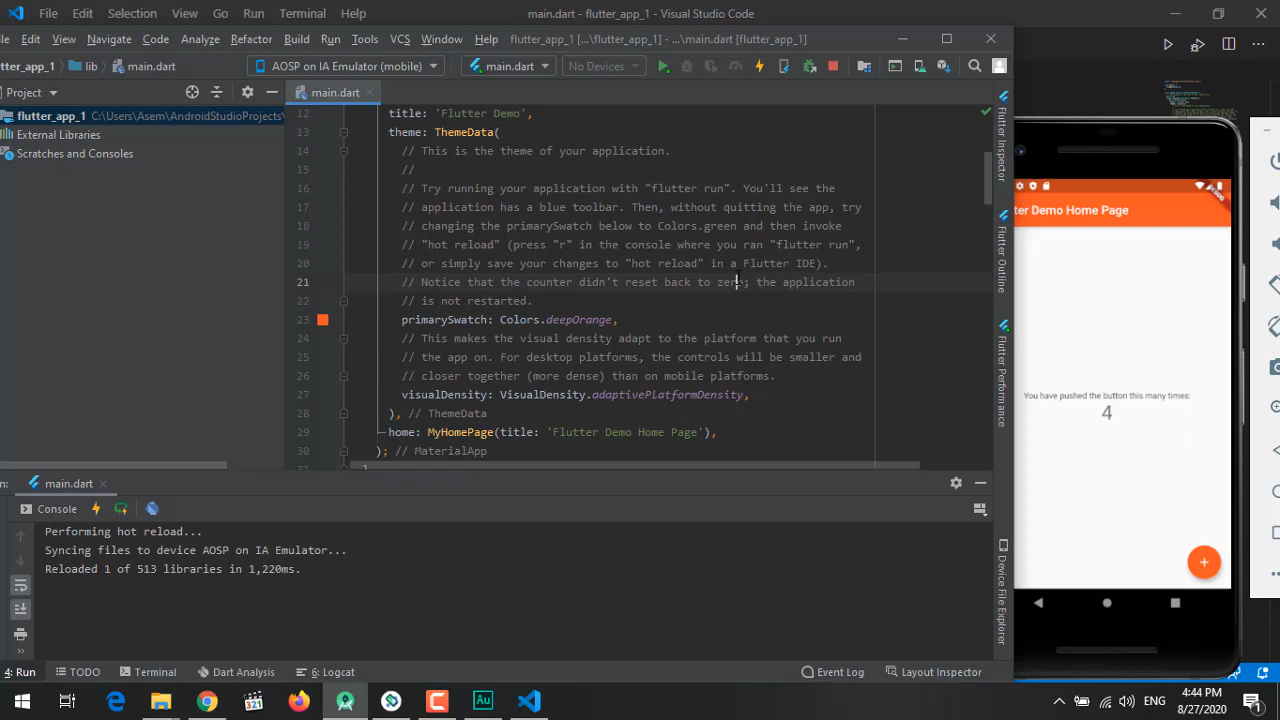 File Edit Selection View Go Run Terminal Help main.dart - flutter_app_1 - Visual Studio Code
Edit View Navigate Code Analyze Refactor Build Run Tools VCS Window Help flutter_app_1 [...\flutter_app_1] - ...\main.dart [flutter_app_1]
tter_app_1 lib main.dart AOSP on IA Emulator (mobile) main.dart No Devices
Project main.dart
flutter_app_1 C:\Users\Asem\AndroidStudioProjects\
External Libraries
Scratches and Consoles
12 title: 'Flutter Demo',
13 theme: ThemeData(
14 // This is the theme of your application.
15 //
16 // Try running your application with "flutter run". You'll see the
17 // application has a blue toolbar. Then, without quitting the app, try
18 // changing the primarySwatch below to Colors.green and then invoke
19 // "hot reload" (press "r" in the console where you ran "flutter run",
20 // or simply save your changes to "hot reload" in a Flutter IDE).
21 // Notice that the counter didn't reset back to zero; the application
22 // is not restarted.
23 primarySwatch: Colors.deepOrange,
24 // This makes the visual density adapt to the platform that you run
25 // the app on. For desktop platforms, the controls will be smaller and
26 // closer together (more dense) than on mobile platforms.
27 visualDensity: VisualDensity.adaptivePlatformDensity,
28 ), // ThemeData
29 home: MyHomePage(title: 'Flutter Demo Home Page'),
30 ); // MaterialApp
Flutter Inspector
Flutter Outline
Flutter Performance
Device File Explorer
tter Demo Home Page
DEBUG
You have pushed the button this many times:
4
+
n: main.dart
Console
Performing hot reload...
Syncing files to device AOSP on IA Emulator...
Reloaded 1 of 513 libraries in 1,220ms.
4: Run TODO Terminal Dart Analysis 6: Logcat Event Log Layout Inspector
321 Au ENG 4:44 PM
8/27/2020 1